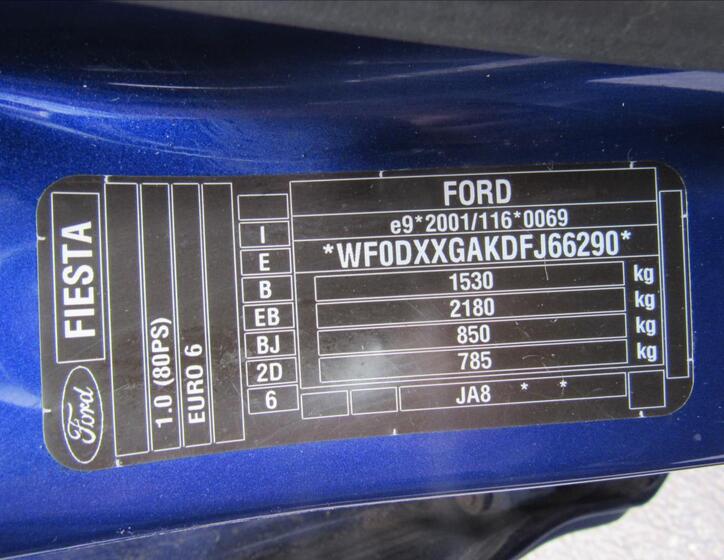 FIESTA
Ford
1.0 (80PS)
EURO 6
I
E
B
EB
BJ
2D
6
FORD
e9*2001/116*0069
*WF0DXXGAKDFJ66290*
1530 kg
2180 kg
850 kg
785 kg
JA8 * *